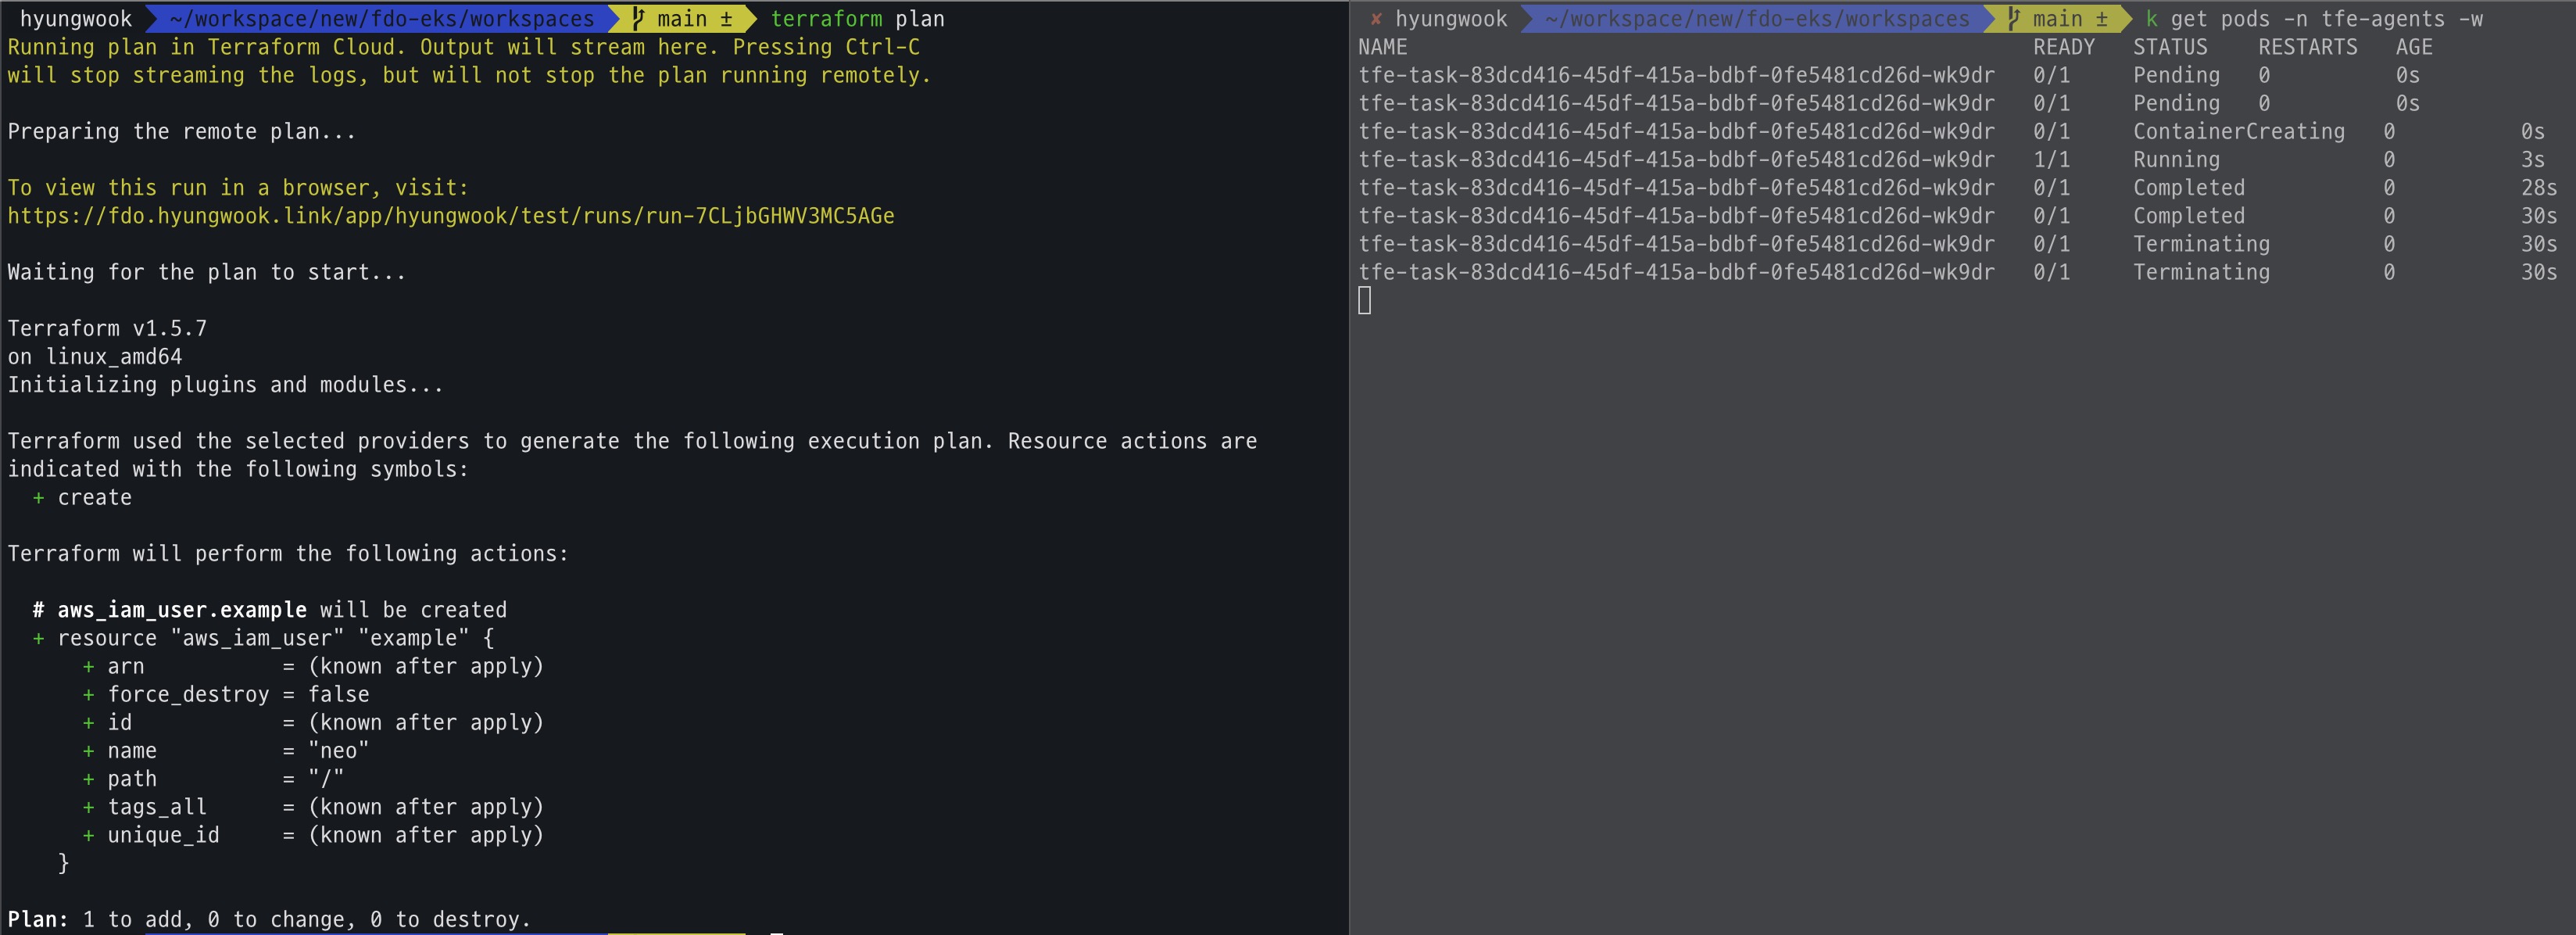 hyungwook ~/workspace/new/fdo-eks/workspaces main ± terraform plan
Running plan in Terraform Cloud. Output will stream here. Pressing Ctrl-C
will stop streaming the logs, but will not stop the plan running remotely.
Preparing the remote plan...
To view this run in a browser, visit:
https://fdo.hyungwook.link/app/hyungwook/test/runs/run-7CLjbGHWV3MC5AGe
Waiting for the plan to start...
Terraform v1.5.7
on linux_amd64
Initializing plugins and modules...
Terraform used the selected providers to generate the following execution plan. Resource actions are
indicated with the following symbols:
+ create
Terraform will perform the following actions:
# aws_iam_user.example will be created
+ resource "aws_iam_user" "example" {
+ arn = (known after apply)
+ force_destroy = false
+ id = (known after apply)
+ name = "neo"
+ path = "/"
+ tags_all = (known after apply)
+ unique_id = (known after apply)
}
Plan: 1 to add, 0 to change, 0 to destroy.
✘ hyungwook ~/workspace/new/fdo-eks/workspaces main ± k get pods -n tfe-agents -w
NAME READY STATUS RESTARTS AGE
tfe-task-83dcd416-45df-415a-bdbf-0fe5481cd26d-wk9dr 0/1 Pending 0 0s
tfe-task-83dcd416-45df-415a-bdbf-0fe5481cd26d-wk9dr 0/1 Pending 0 0s
tfe-task-83dcd416-45df-415a-bdbf-0fe5481cd26d-wk9dr 0/1 ContainerCreating 0 0s
tfe-task-83dcd416-45df-415a-bdbf-0fe5481cd26d-wk9dr 1/1 Running 0 3s
tfe-task-83dcd416-45df-415a-bdbf-0fe5481cd26d-wk9dr 0/1 Completed 0 28s
tfe-task-83dcd416-45df-415a-bdbf-0fe5481cd26d-wk9dr 0/1 Completed 0 30s
tfe-task-83dcd416-45df-415a-bdbf-0fe5481cd26d-wk9dr 0/1 Terminating 0 30s
tfe-task-83dcd416-45df-415a-bdbf-0fe5481cd26d-wk9dr 0/1 Terminating 0 30s